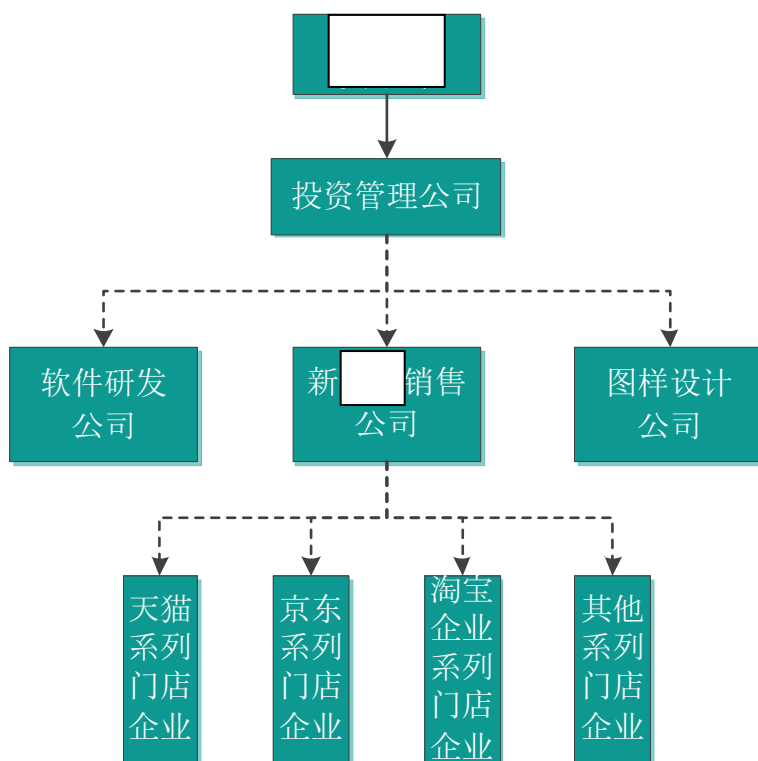 投资管理公司
软件研发
公司
新 销售
公司
图样设计
公司
天猫
系列
门店
企业
京东
系列
门店
企业
淘宝
企业
系列
门店
企业
其他
系列
门店
企业